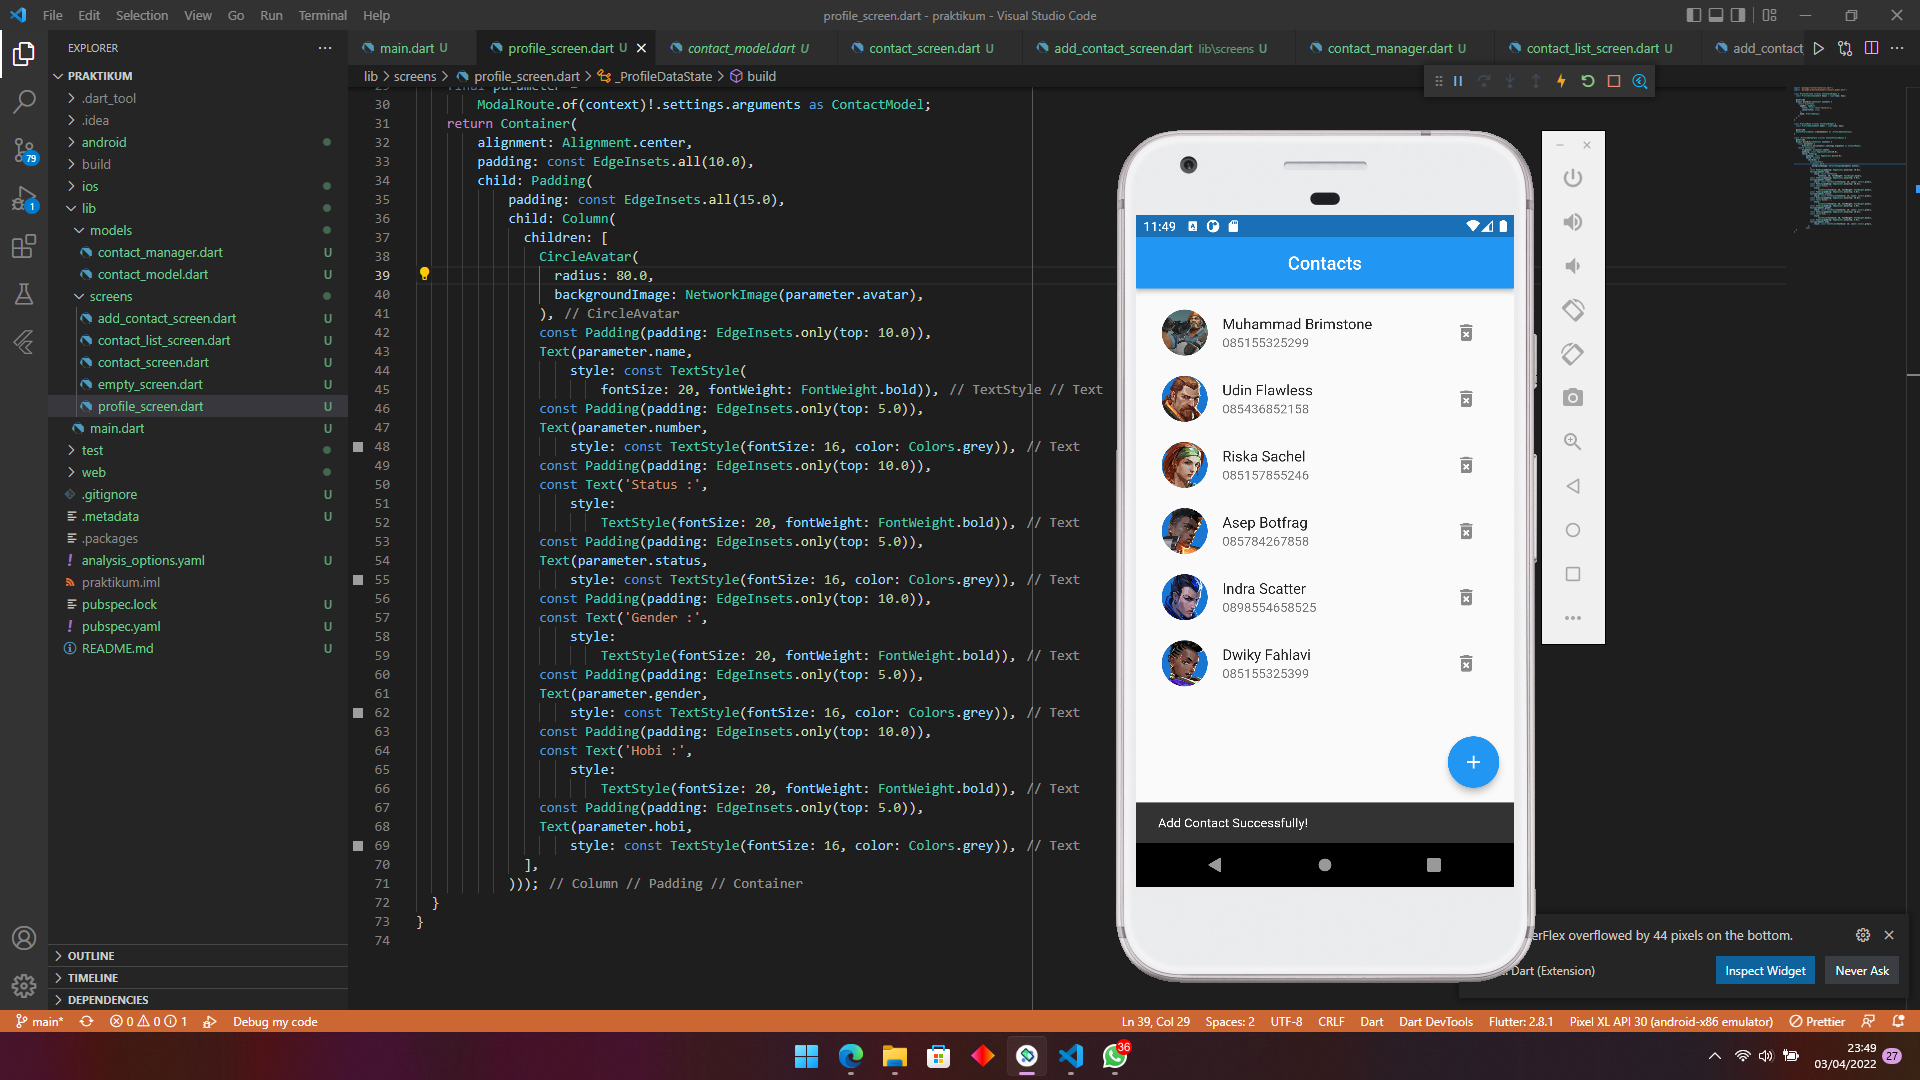 File Edit Selection View Go Run Terminal Help
profile_screen.dart - praktikum - Visual Studio Code
EXPLORER
main.dart U
profile_screen.dart U
contact_model.dart U
contact_screen.dart U
add_contact_screen.dart lib\screens U
contact_manager.dart U
contact_list_screen.dart U
add_contact
lib > screens > profile_screen.dart > _ProfileDataState > build
PRAKTIKUM
.dart_tool
.idea
android
build
ios
lib
models
contact_manager.dart U
contact_model.dart U
screens
add_contact_screen.dart U
contact_list_screen.dart U
contact_screen.dart U
empty_screen.dart U
profile_screen.dart U
main.dart U
test
web
.gitignore U
.metadata U
.packages
analysis_options.yaml U
praktikum.iml
pubspec.lock U
pubspec.yaml U
README.md U
OUTLINE
TIMELINE
DEPENDENCIES
79
1
29 final parameter =
30 ModalRoute.of(context)!.settings.arguments as ContactModel;
31 return Container(
32 alignment: Alignment.center,
33 padding: const EdgeInsets.all(10.0),
34 child: Padding(
35 padding: const EdgeInsets.all(15.0),
36 child: Column(
37 children: [
38 CircleAvatar(
39 radius: 80.0,
40 backgroundImage: NetworkImage(parameter.avatar),
41 ), // CircleAvatar
42 const Padding(padding: EdgeInsets.only(top: 10.0)),
43 Text(parameter.name,
44 style: const TextStyle(
45 fontSize: 20, fontWeight: FontWeight.bold)), // TextStyle // Text
46 const Padding(padding: EdgeInsets.only(top: 5.0)),
47 Text(parameter.number,
48 style: const TextStyle(fontSize: 16, color: Colors.grey)), // Text
49 const Padding(padding: EdgeInsets.only(top: 10.0)),
50 const Text('Status :',
51 style:
52 TextStyle(fontSize: 20, fontWeight: FontWeight.bold)), // Text
53 const Padding(padding: EdgeInsets.only(top: 5.0)),
54 Text(parameter.status,
55 style: const TextStyle(fontSize: 16, color: Colors.grey)), // Text
56 const Padding(padding: EdgeInsets.only(top: 10.0)),
57 const Text('Gender :',
58 style:
59 TextStyle(fontSize: 20, fontWeight: FontWeight.bold)), // Text
60 const Padding(padding: EdgeInsets.only(top: 5.0)),
61 Text(parameter.gender,
62 style: const TextStyle(fontSize: 16, color: Colors.grey)), // Text
63 const Padding(padding: EdgeInsets.only(top: 10.0)),
64 const Text('Hobi :',
65 style:
66 TextStyle(fontSize: 20, fontWeight: FontWeight.bold)), // Text
67 const Padding(padding: EdgeInsets.only(top: 5.0)),
68 Text(parameter.hobi,
69 style: const TextStyle(fontSize: 16, color: Colors.grey)), // Text
70 ],
71 ))); // Column // Padding // Container
72 }
73 }
74
11:49
Contacts
Muhammad Brimstone
085155325299
Udin Flawless
085436852158
Riska Sachel
085157855246
Asep Botfrag
085784267858
Indra Scatter
0898554658525
Dwiky Fahlavi
085155325399
+
Add Contact Successfully!
erFlex overflowed by 44 pixels on the bottom.
Dart (Extension)
Inspect Widget
Never Ask
main* 0 0 1 Debug my code
Ln 39, Col 29 Spaces: 2 UTF-8 CRLF Dart Dart DevTools Flutter: 2.8.1 Pixel XL API 30 (android-x86 emulator) Prettier
36
23:49
03/04/2022
27